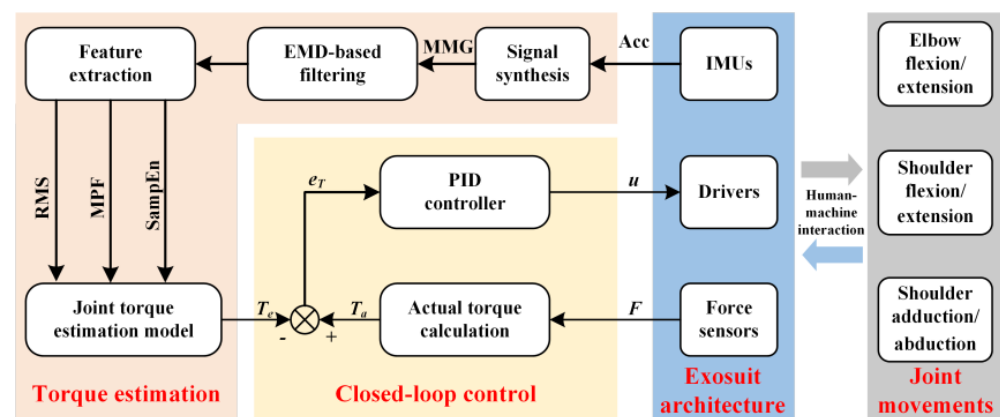 Feature
extraction
EMD-based
filtering
MMG
Signal
synthesis
Acc
IMUs
Elbow
flexion/
extension
RMS
MPF
SampEn
e_T
PID
controller
u
Drivers
Human-
machine
interaction
Shoulder
flexion/
extension
Joint torque
estimation model
T_e
-
+
T_a
Actual torque
calculation
F
Force
sensors
Shoulder
adduction/
abduction
Torque estimation
Closed-loop control
Exosuit
architecture
Joint
movements